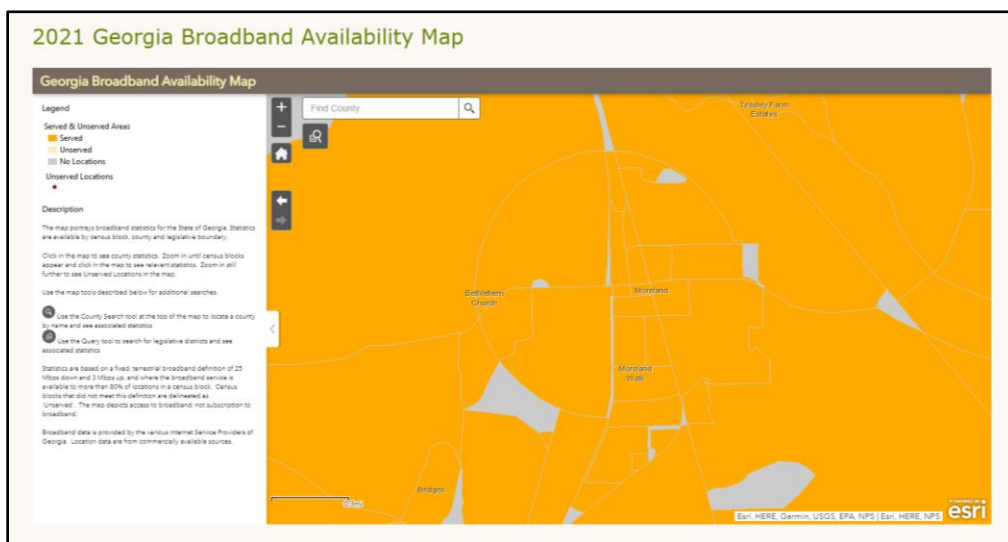 2021 Georgia Broadband Availability Map
Georgia Broadband Availability Map
Legend
Served & Unserved Areas
Served
Unserved
No Locations
Unserved Locations
Description
The map portrays broadband statistics for the State of Georgia. Statistics
are available by census block, county and legislative boundary.
Click in the map to see county statistics. Zoom in until census blocks
appear and click in the map to see relevant statistics. Zoom in still
further to see Unserved Locations in the map.
Use the map tools described below for additional searches.
Use the County Search tool at the top of the map to locate a county
by name and see associated statistics
Use the Query tool to search for legislative districts and see
associated statistics
Statistics are based on a fixed, terrestrial broadband definition of 25
Mbps down and 3 Mbps up, and where the broadband service is
available to more than 80% of locations in a census block. Census
blocks that did not meet this definition are delineated as
'Unserved'. The map depicts access to broadband, not subscription to
broadband.
Broadband data is provided by the various Internet Service Providers of
Georgia. Location data are from commercially available sources.
+
Find County
−
Teasley Farm
Estates
Bethlehem
Church
Moreland
Moreland
Walk
Bridges
Esri, HERE, Garmin, USGS, EPA, NPS | Esri, HERE, NPS
POWERED BY
esri